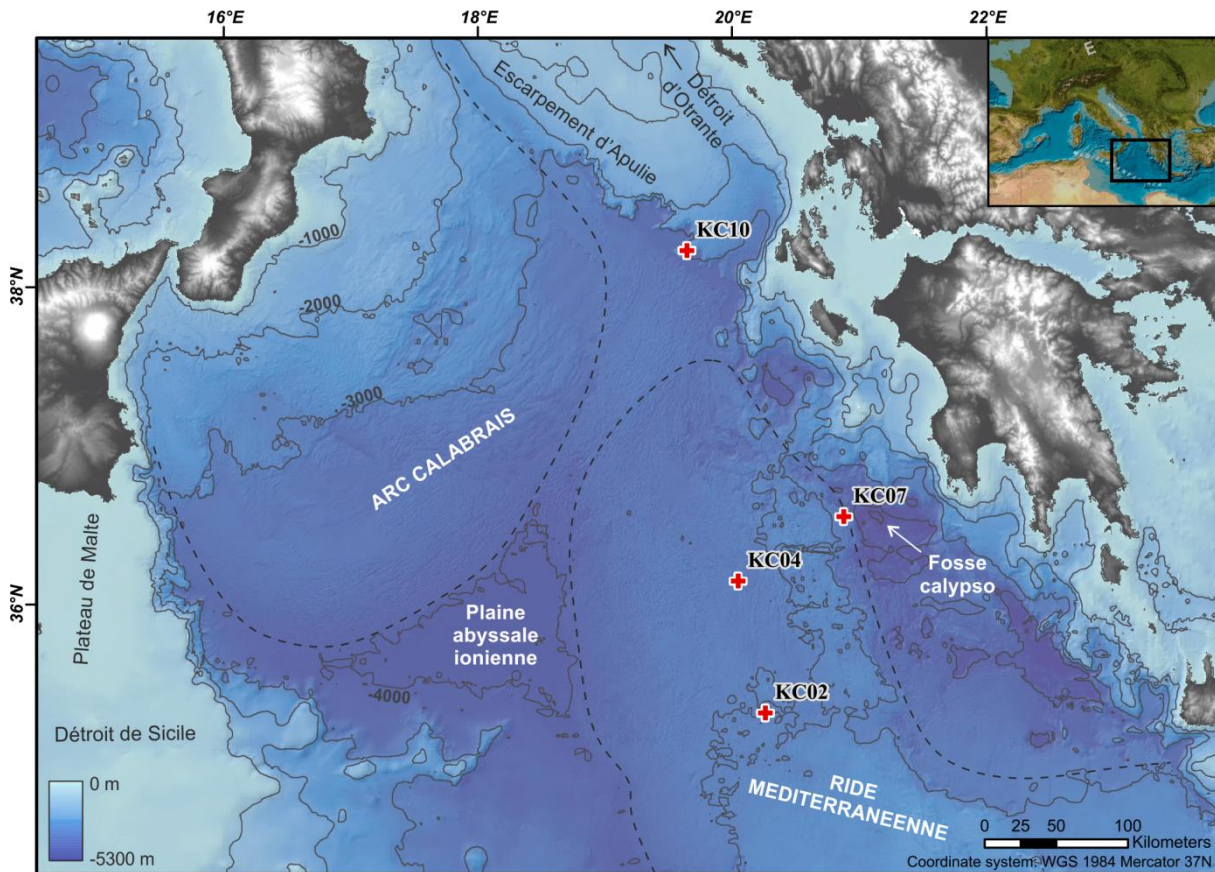 16°E
18°E
20°E
22°E
E
Escarpement d'Apulie
Détroit
d'Otrante
KC10
38°N
-1000
-2000
-3000
ARC CALABRAIS
KC07
Fosse
calypso
KC04
36°N
Plateau de Malte
Plaine
abyssale
ionienne
-4000
KC02
Détroit de Sicile
RIDE
MEDITERRANEENNE
0 m
-5300 m
0 25 50 100
Kilometers
Coordinate system: WGS 1984 Mercator 37N